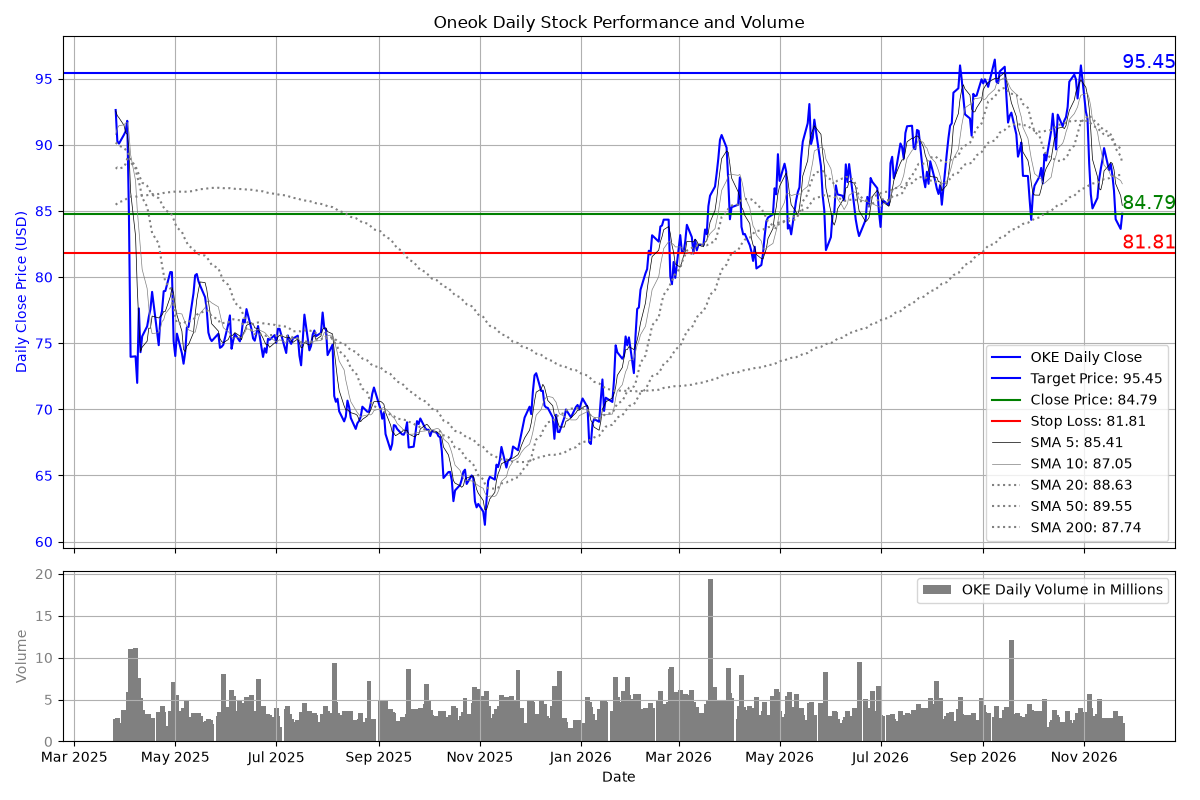 Oneok Daily Stock Performance and Volume
95.45
95
90
85
80
75
70
65
60
Daily Close Price (USD)
84.79
81.81
OKE Daily Close
Target Price: 95.45
Close Price: 84.79
Stop Loss: 81.81
SMA 5: 85.41
SMA 10: 87.05
SMA 20: 88.63
SMA 50: 89.55
SMA 200: 87.74
20
15
10
5
0
Volume
OKE Daily Volume in Millions
Mar 2025 May 2025 Jul 2025 Sep 2025 Nov 2025 Jan 2026 Mar 2026 May 2026 Jul 2026 Sep 2026 Nov 2026
Date